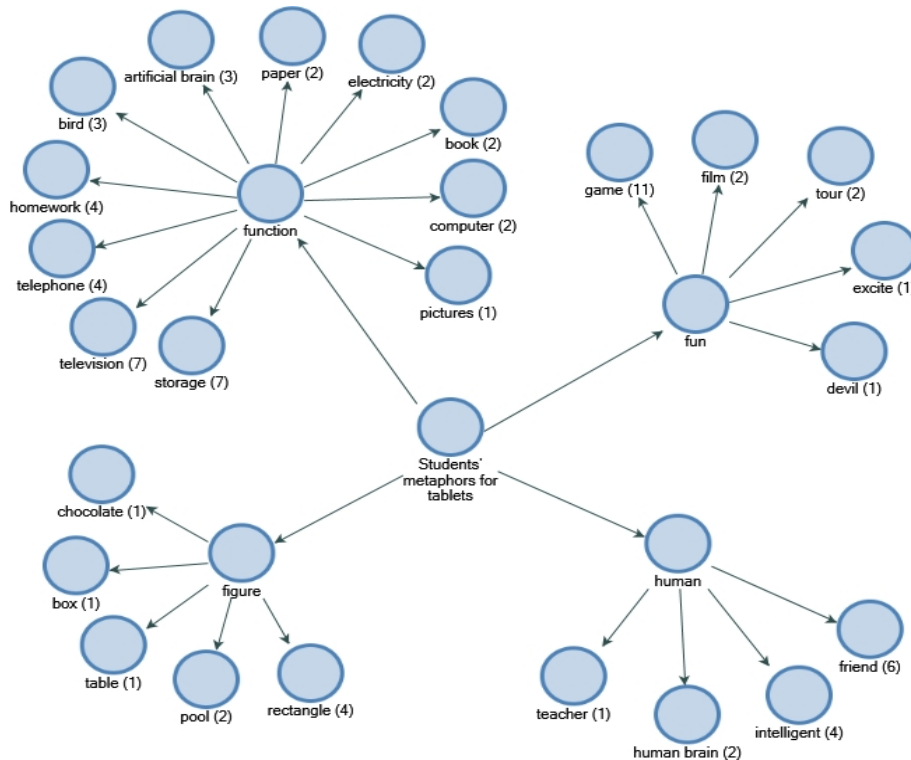 artificial brain (3)
paper (2)
electricity (2)
bird (3)
book (2)
game (11)
film (2)
tour (2)
homework (4)
function
computer (2)
telephone (4)
pictures (1)
excite (1
television (7)
storage (7)
fun
devil (1)
Students'
metaphors for
tablets
chocolate (1)
box (1)
figure
human
table (1)
pool (2)
rectangle (4)
teacher (1)
human brain (2)
intelligent (4)
friend (6)